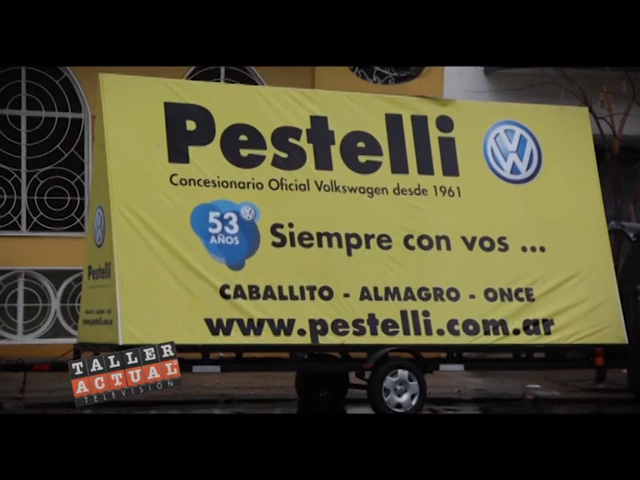 Pestelli
Concesionario Oficial Volkswagen desde 1961
53
AÑOS
Siempre con vos ...
CABALLITO - ALMAGRO - ONCE
www.pestelli.com.ar
Pestelli
TALLER
ACTUAL
TELEVISIÓN